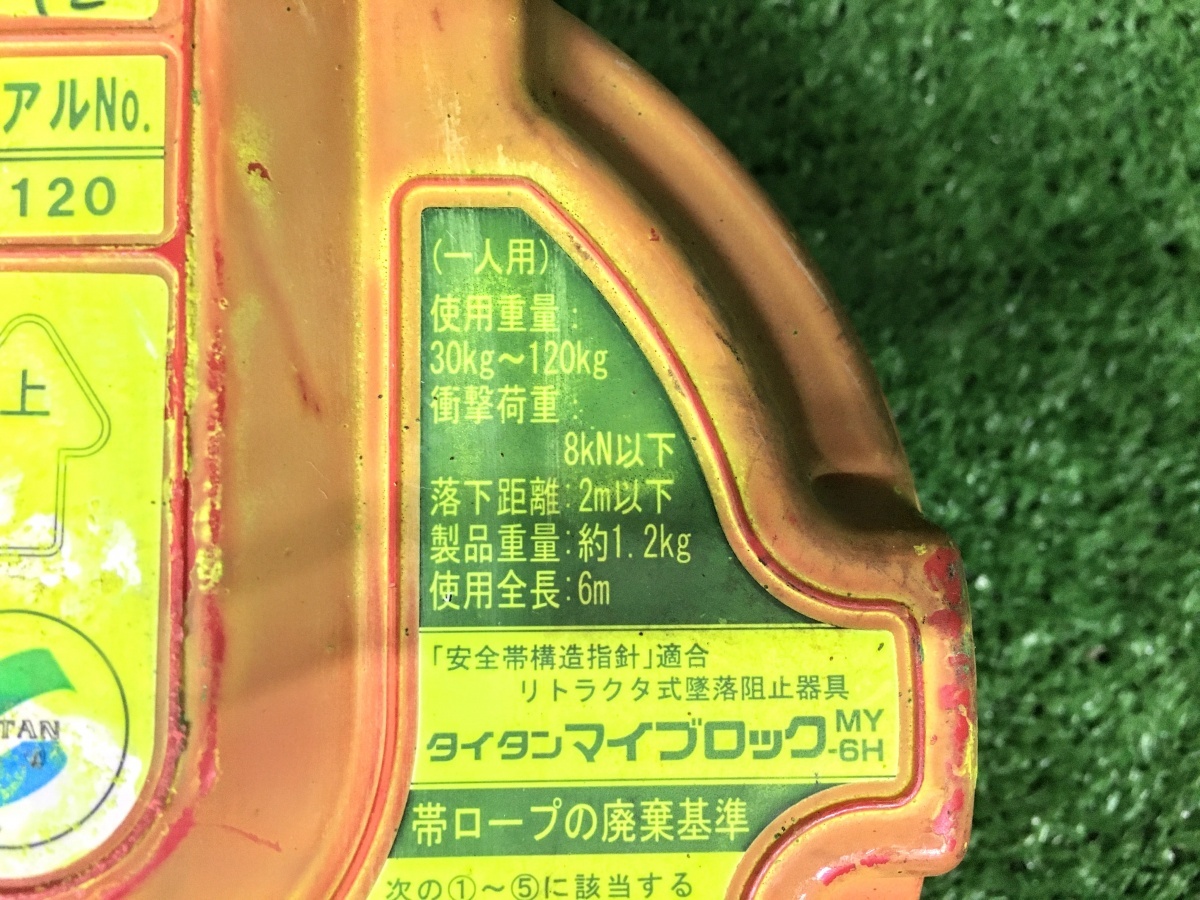 アルNo.
120
上
TAN
(一人用)
使用重量:
30kg～120kg
衝撃荷重:
8kN以下
落下距離:2m以下
製品重量:約1.2kg
使用全長:6m
「安全帯構造指針」適合
リトラクタ式墜落阻止器具
タイタンマイブロックMY-6H
帯ロープの廃棄基準
次の①～⑤に該当する